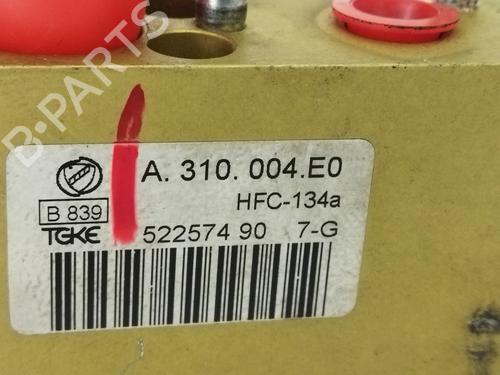 B-PARTS
A. 310. 004.E0
HFC-134a
B 839
TGKE
522574 90 7-G